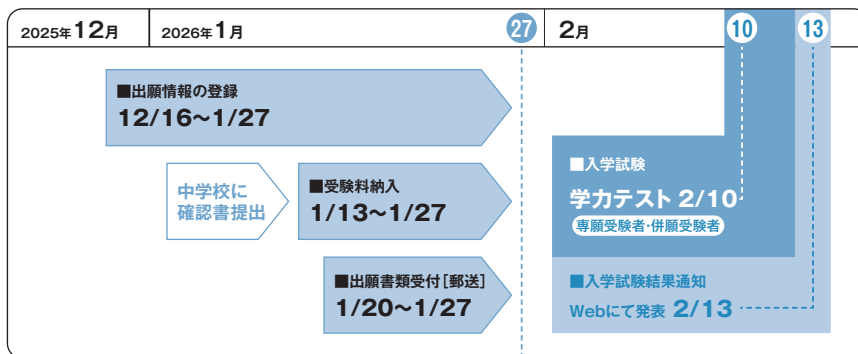 2025年12月
2026年1月
27
2月
10
13
■出願情報の登録
12/16～1/27
中学校に
確認書提出
■受験料納入
1/13～1/27
■出願書類受付[郵送]
1/20～1/27
■入学試験
学力テスト 2/10
専願受験者・併願受験者
■入学試験結果通知
Webにて発表 2/13